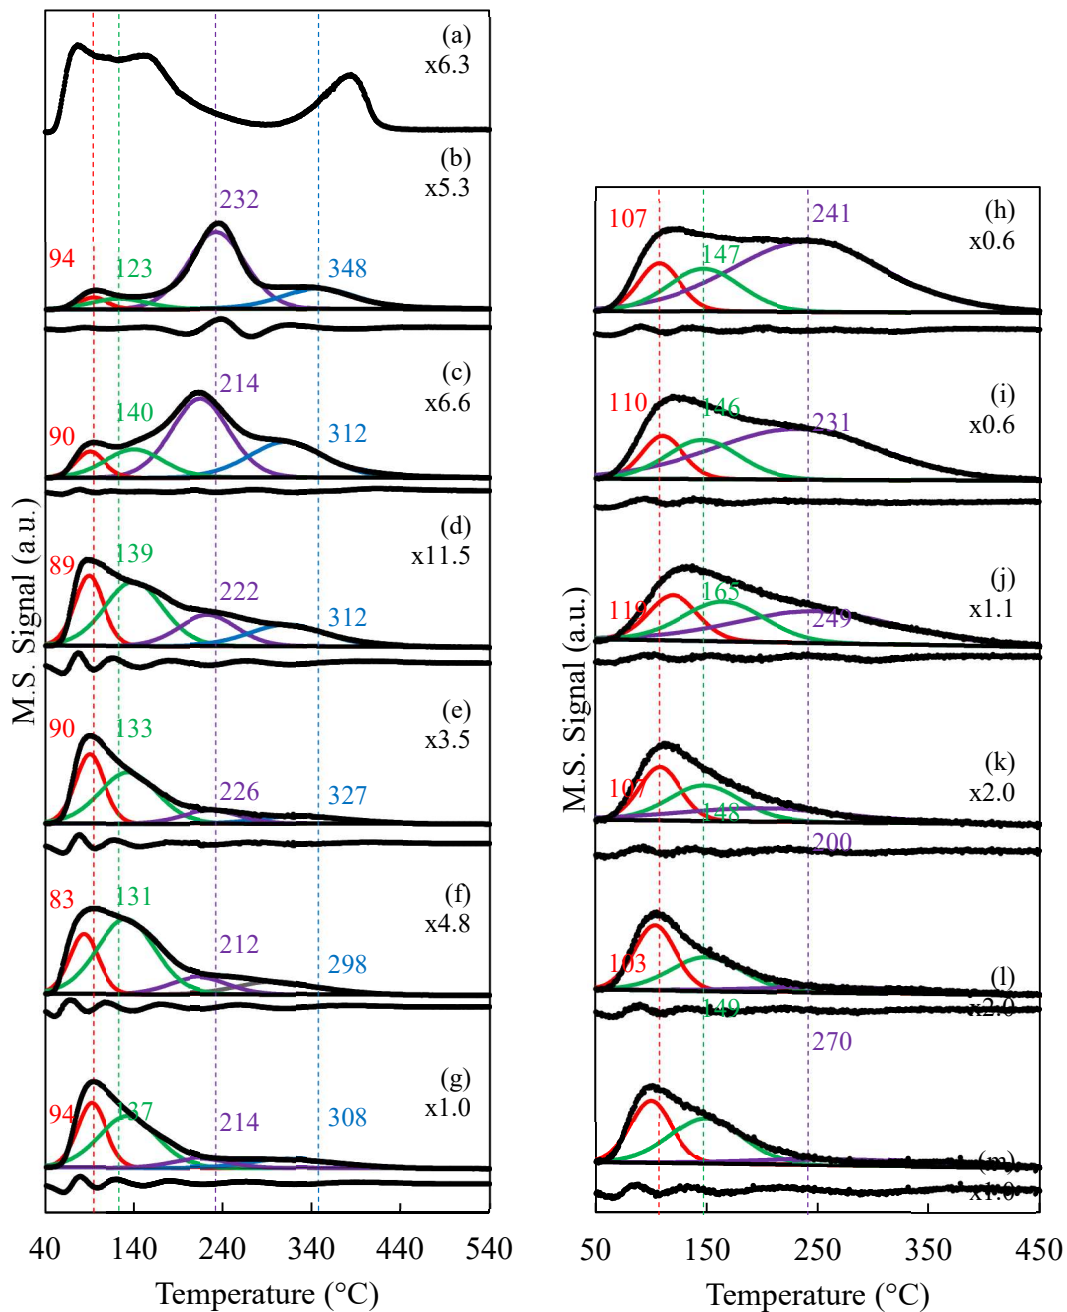 (a)
x6.3
(b)
x5.3
232
94
123
348
(c)
x6.6
214
140
90
312
(d)
x11.5
89
139
222
312
(e)
x3.5
90
133
226
327
(f)
x4.8
83
131
212
298
(g)
x1.0
94
137
214
308
M.S. Signal (a.u.)
40 140 240 340 440 540
Temperature (°C)
(h)
x0.6
107
241
147
(i)
x0.6
110
146
231
(j)
x1.1
119
165
249
(k)
x2.0
107
148
200
103
(l)
x2.0
149
270
(m)
x1.0
M.S. Signal (a.u.)
50 150 250 350 450
Temperature (°C)